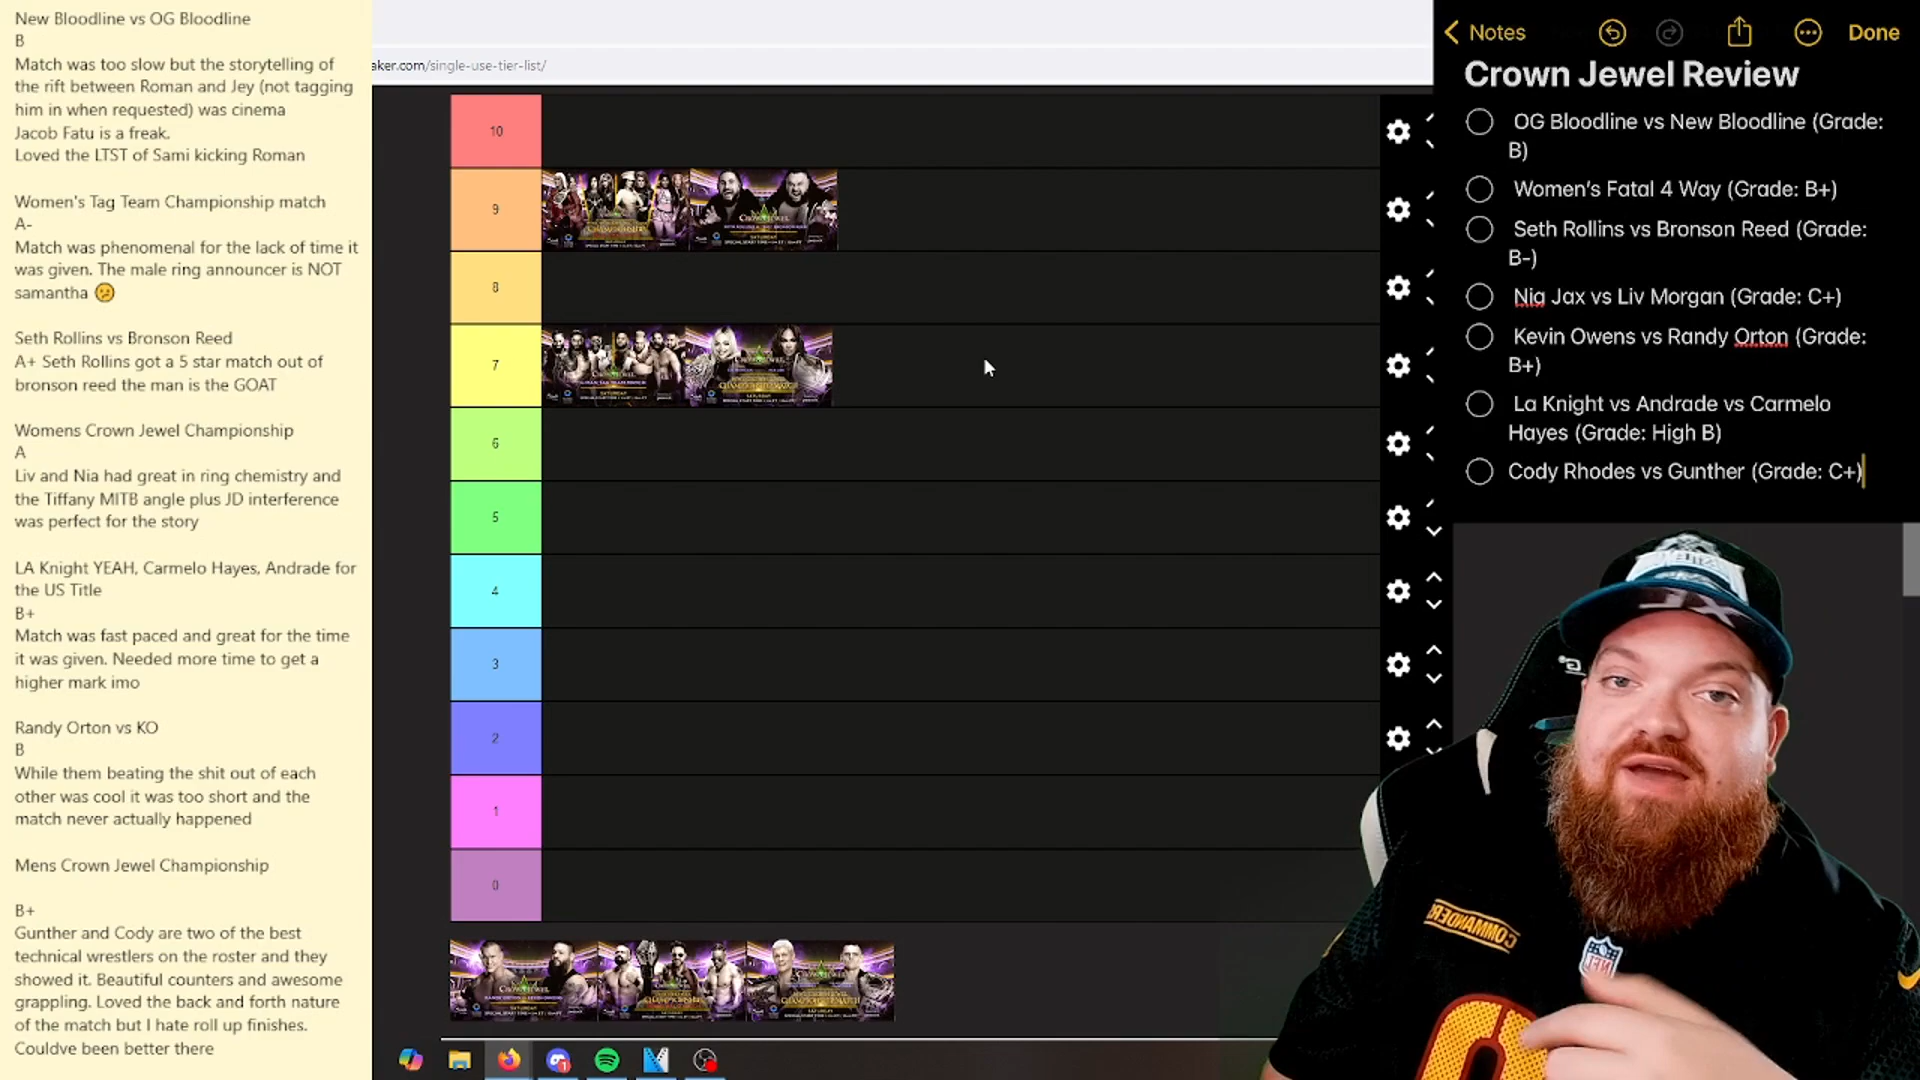 New Bloodline vs OG Bloodline
B
Match was too slow but the storytelling of
the rift between Roman and Jey (not tagging
him in when requested) was cinema
Jacob Fatu is a freak.
Loved the LTST of Sami kicking Roman
Women's Tag Team Championship match
A-
Match was phenomenal for the lack of time it
was given. The male ring announcer is NOT
samantha 😕
Seth Rollins vs Bronson Reed
A+ Seth Rollins got a 5 star match out of
bronson reed the man is the GOAT
Womens Crown Jewel Championship
A
Liv and Nia had great in ring chemistry and
the Tiffany MITB angle plus JD interference
was perfect for the story
LA Knight YEAH, Carmelo Hayes, Andrade for
the US Title
B+
Match was fast paced and great for the time
it was given. Needed more time to get a
higher mark imo
Randy Orton vs KO
B
While them beating the shit out of each
other was cool it was too short and the
match never actually happened
Mens Crown Jewel Championship
B+
Gunther and Cody are two of the best
technical wrestlers on the roster and they
showed it. Beautiful counters and awesome
grappling. Loved the back and forth nature
of the match but I hate roll up finishes.
Couldve been better there
aker.com/single-use-tier-list/
10
9
8
7
6
5
4
3
2
1
0
Notes
Done
Crown Jewel Review
OG Bloodline vs New Bloodline (Grade:
B)
Women's Fatal 4 Way (Grade: B+)
Seth Rollins vs Bronson Reed (Grade:
B-)
Nia Jax vs Liv Morgan (Grade: C+)
Kevin Owens vs Randy Orton (Grade:
B+)
La Knight vs Andrade vs Carmelo
Hayes (Grade: High B)
Cody Rhodes vs Gunther (Grade: C+)
COMMANDERS
NFL